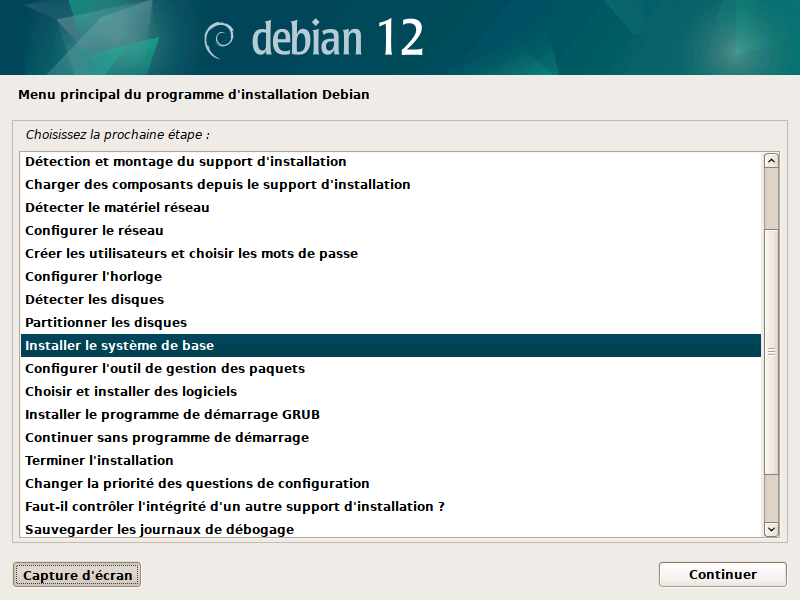 debian 12
Menu principal du programme d'installation Debian
Choisissez la prochaine étape :
Détection et montage du support d'installation
Charger des composants depuis le support d'installation
Détecter le matériel réseau
Configurer le réseau
Créer les utilisateurs et choisir les mots de passe
Configurer l'horloge
Détecter les disques
Partitionner les disques
Installer le système de base
Configurer l'outil de gestion des paquets
Choisir et installer des logiciels
Installer le programme de démarrage GRUB
Continuer sans programme de démarrage
Terminer l'installation
Changer la priorité des questions de configuration
Faut-il contrôler l'intégrité d'un autre support d'installation ?
Sauvegarder les journaux de débogage
Capture d'écran
Continuer